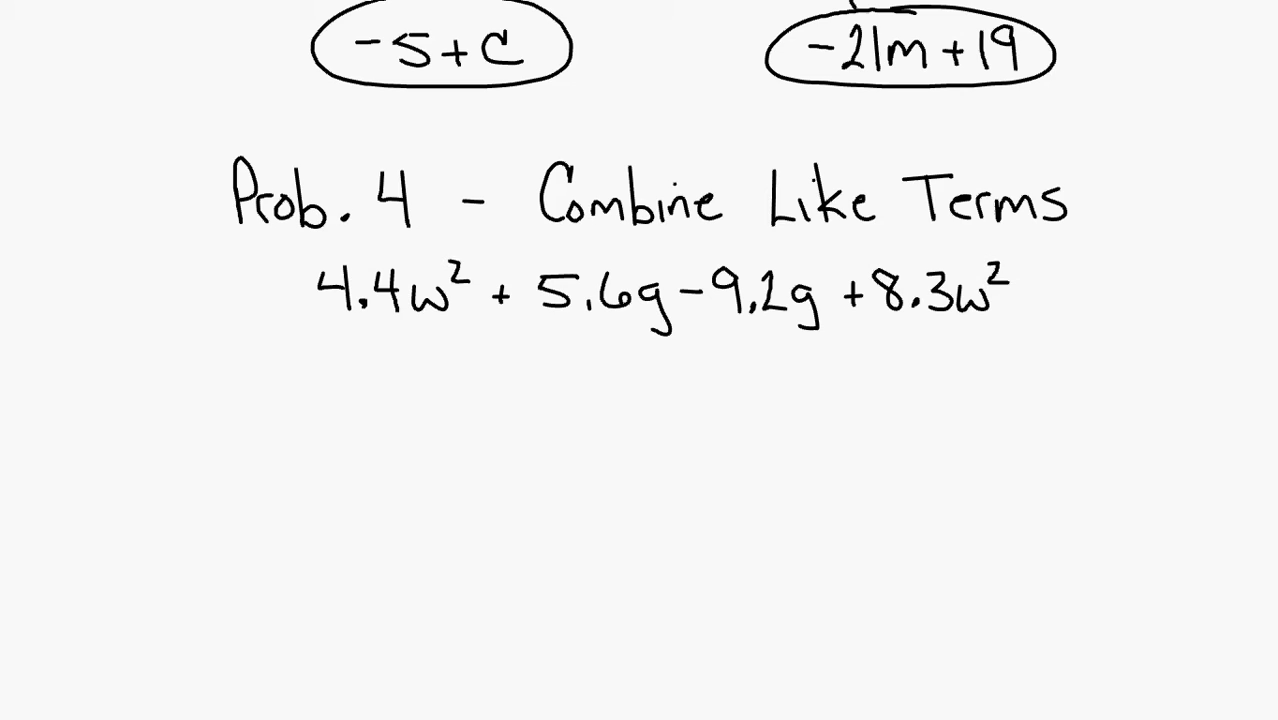 -5+c -21m+19
Prob. 4 - Combine Like Terms
4.4w² + 5.6g -9.2g +8.3w²